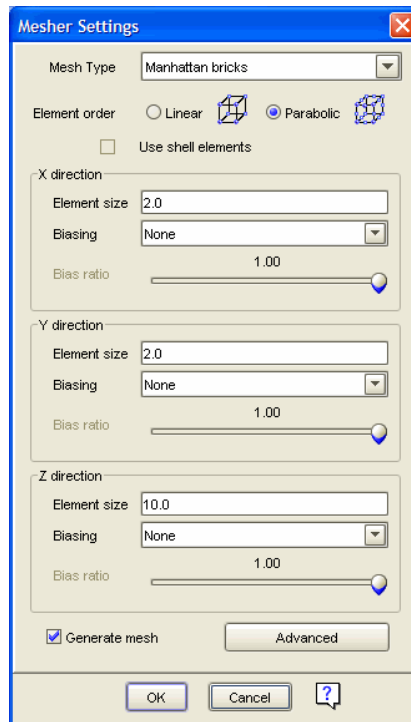 Mesher Settings
Mesh Type Manhattan bricks
Element order Linear Parabolic
Use shell elements
X direction
Element size 2.0
Biasing None
1.00
Bias ratio
Y direction
Element size 2.0
Biasing None
1.00
Bias ratio
Z direction
Element size 10.0
Biasing None
1.00
Bias ratio
Generate mesh Advanced
OK Cancel ?